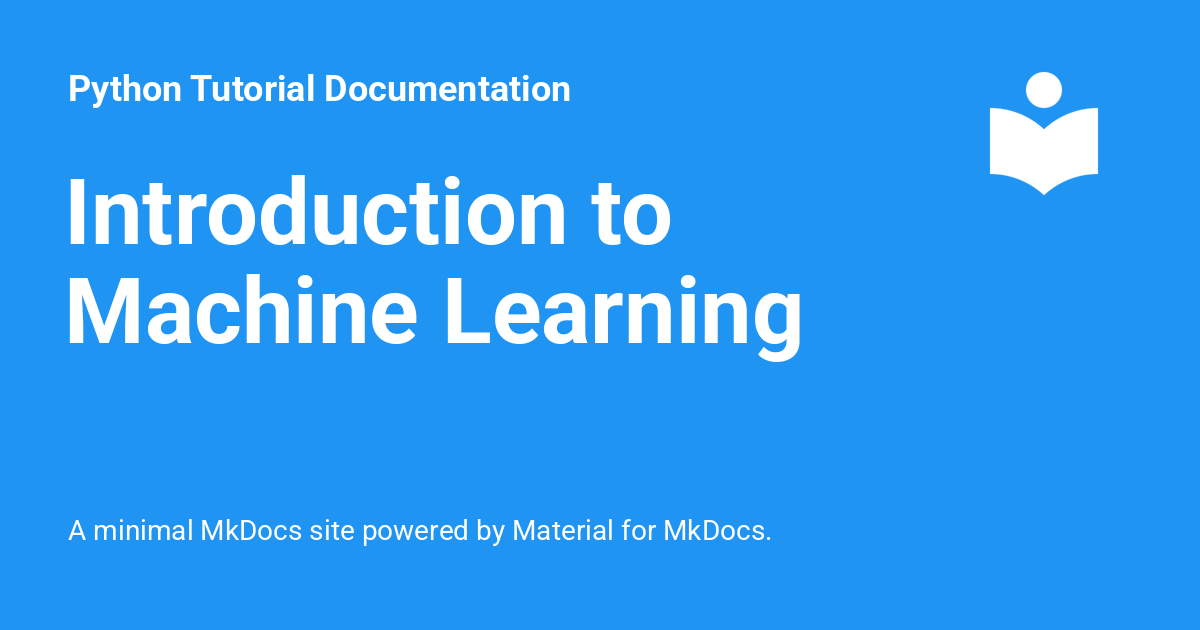 Python Tutorial Documentation
Introduction to
Machine Learning
A minimal MkDocs site powered by Material for MkDocs.